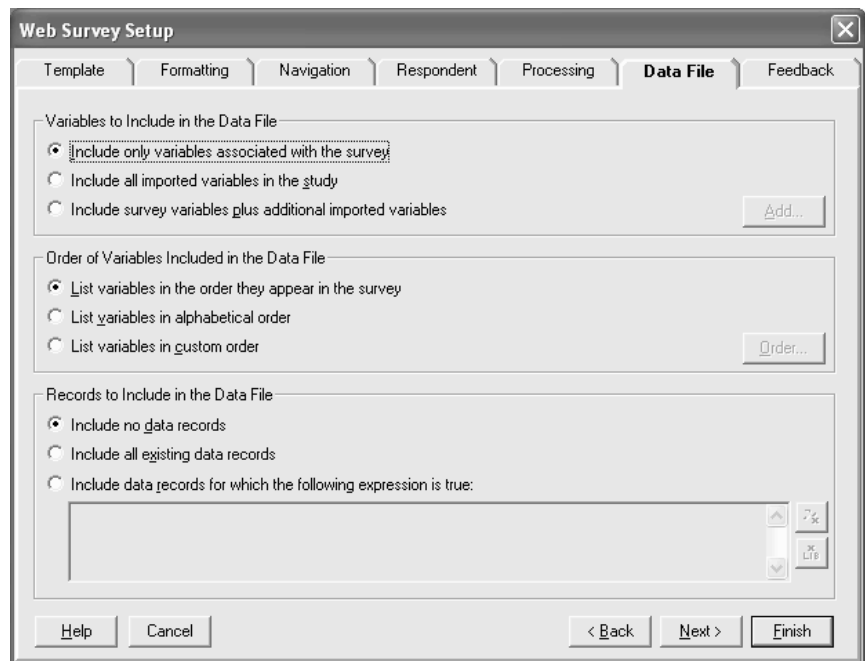 Web Survey Setup
Template Formatting Navigation Respondent Processing Data File Feedback
Variables to Include in the Data File
Include only variables associated with the survey
Include all imported variables in the study
Include survey variables plus additional imported variables
Add...
Order of Variables Included in the Data File
List variables in the order they appear in the survey
List variables in alphabetical order
List variables in custom order
Order...
Records to Include in the Data File
Include no data records
Include all existing data records
Include data records for which the following expression is true:
LIB
Help Cancel < Back Next > Finish